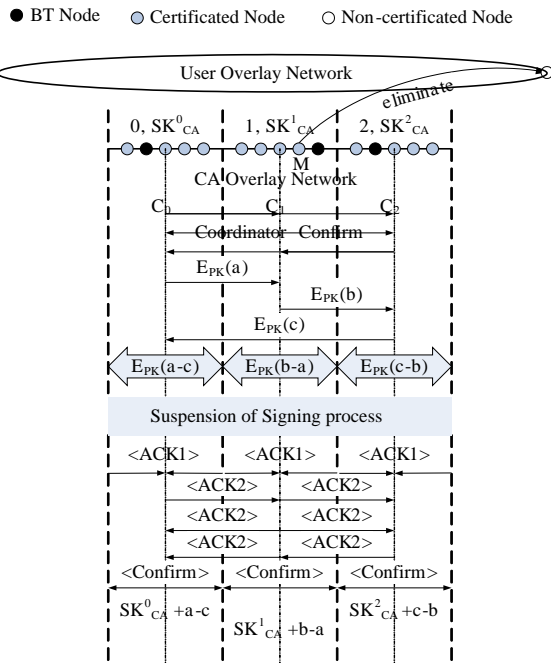 BT Node Certificated Node Non-certificated Node
User Overlay Network
eliminate
0, SK⁰CA 1, SK¹CA 2, SK²CA
M
CA Overlay Network
C₀ C₁ C₂
Coordinator Confirm
EPK(a)
EPK(b)
EPK(c)
EPK(a-c) EPK(b-a) EPK(c-b)
Suspension of Signing process
<ACK1> <ACK1> <ACK1>
<ACK2> <ACK2>
<ACK2> <ACK2>
<ACK2> <ACK2>
<Confirm> <Confirm> <Confirm>
SK⁰CA +a-c SK¹CA +b-a SK²CA +c-b